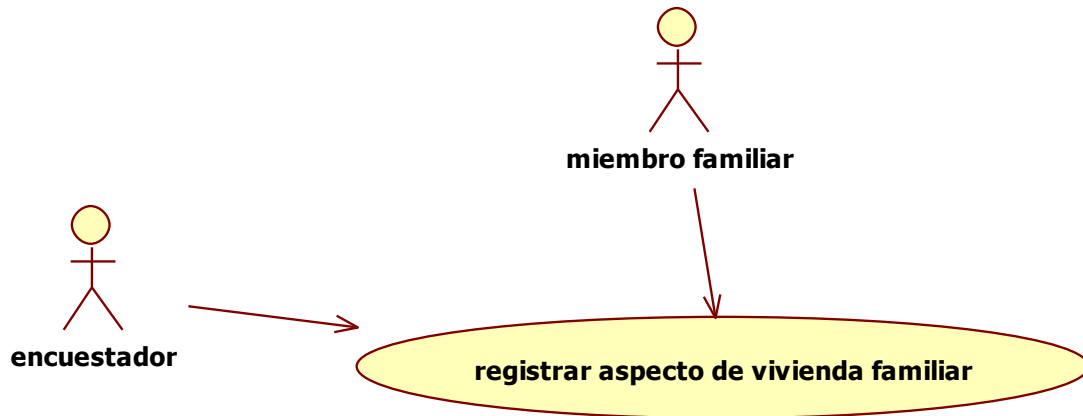 miembro familiar
encuestador
registrar aspecto de vivienda familiar